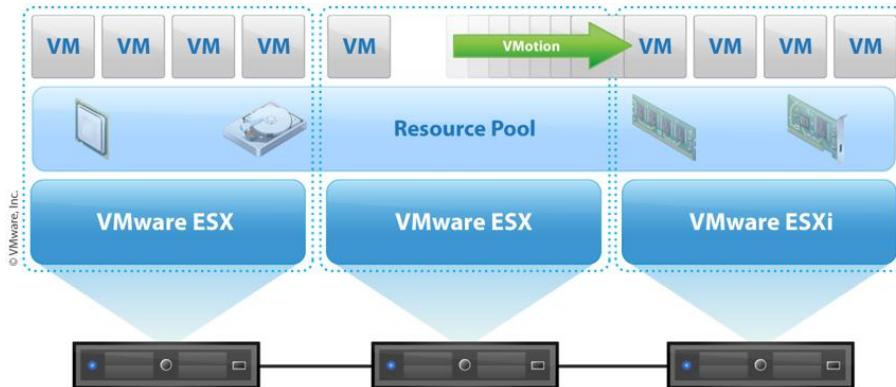 VM VM VM VM VM VMotion VM VM VM VM
Resource Pool
VMware ESX VMware ESX VMware ESXi
© VMware, Inc.